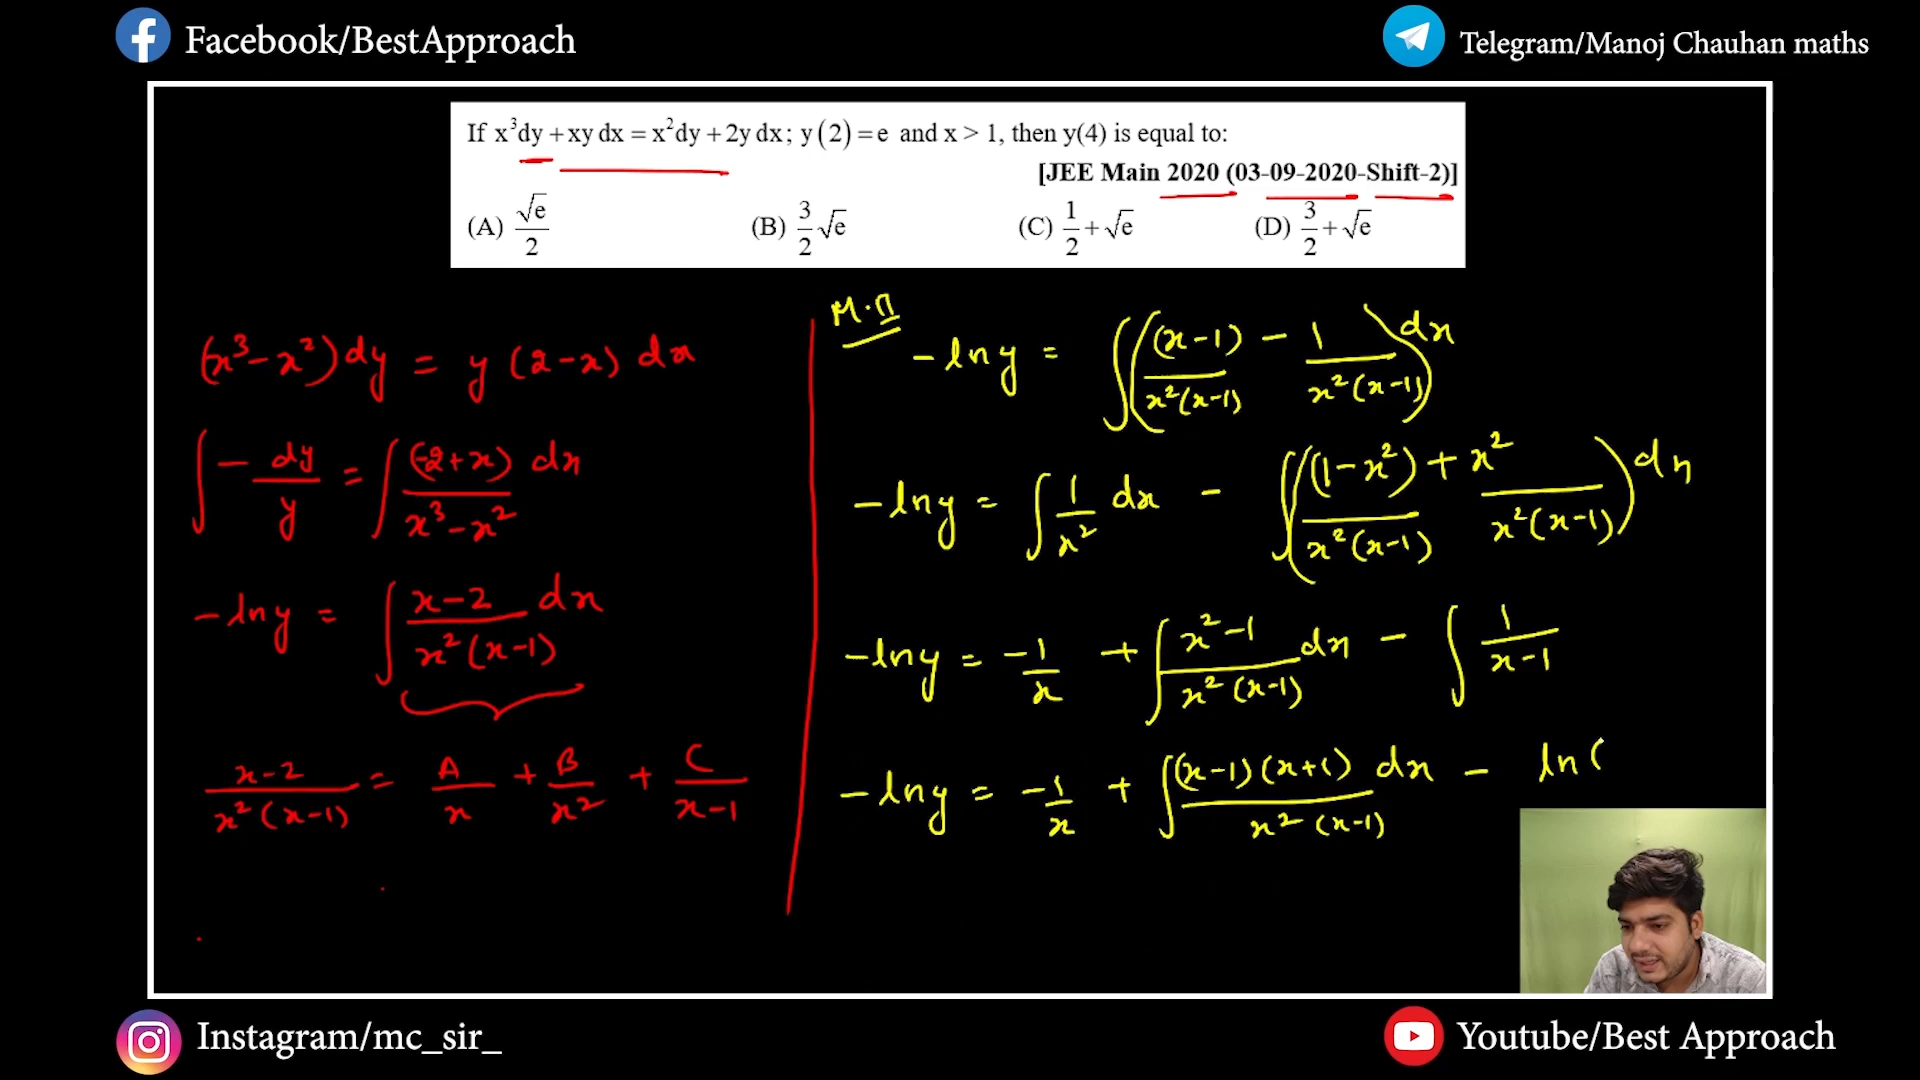 Facebook/BestApproach
Telegram/Manoj Chauhan maths
If x³dy + xy dx = x²dy + 2y dx; y(2) = e and x > 1, then y(4) is equal to:
[JEE Main 2020 (03-09-2020-Shift-2)]
(A) √e/2 (B) 3/2 √e (C) 1/2 + √e (D) 3/2 + √e
(x³-x²) dy = y (2-x) dx
∫ - dy/y = ∫ (-2+x)/(x³-x²) dx
-ln y = ∫ (x-2)/(x²(x-1)) dx
(x-2)/(x²(x-1)) = A/x + B/x² + C/(x-1)
M.II
-ln y = ∫( (x-1)/(x²(x-1)) - 1/(x²(x-1)) ) dx
-ln y = ∫ 1/x² dx - ∫( (1-x²)/(x²(x-1)) + x²/(x²(x-1)) ) dx
-ln y = -1/x + ∫ (x²-1)/(x²(x-1)) dx - ∫ 1/(x-1)
-ln y = -1/x + ∫ (x-1)(x+1)/(x²(x-1)) dx - ln (
Instagram/mc_sir_
Youtube/Best Approach